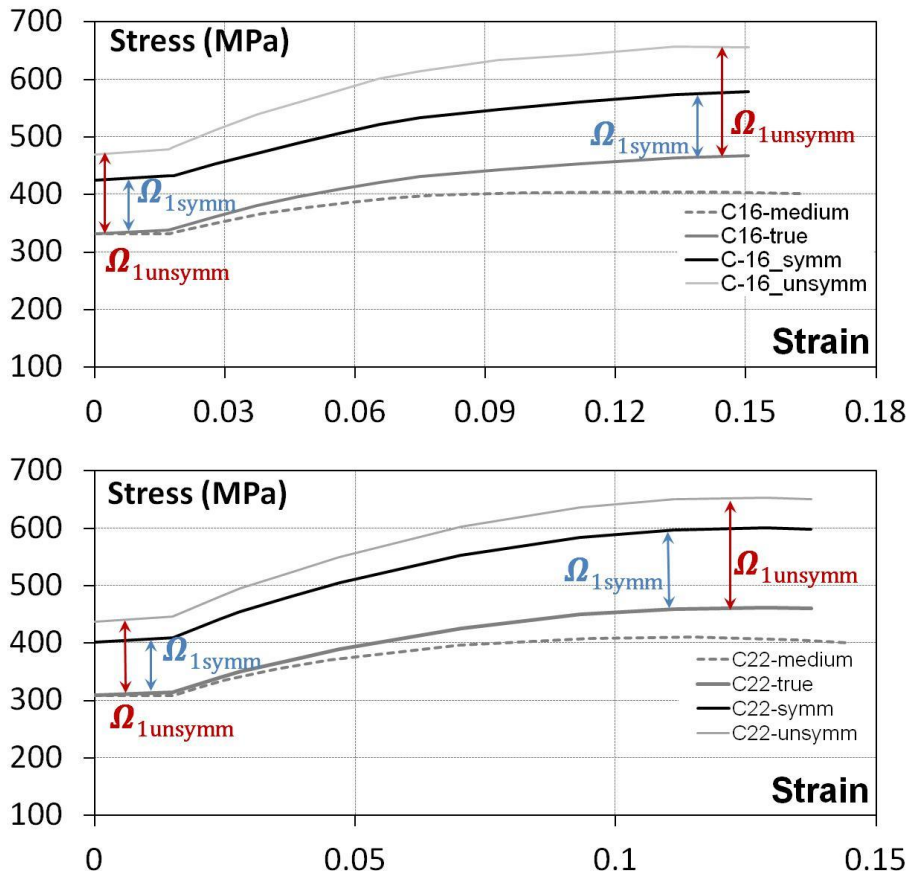 700
Stress (MPa)
600
500
400
300
200
100
Ω1unsymm
Ω1symm
Ω1symm
Ω1unsymm
C16-medium
C16-true
C-16_symm
C-16_unsymm
Strain
0 0.03 0.06 0.09 0.12 0.15 0.18
700
Stress (MPa)
600
500
400
300
200
100
Ω1symm
Ω1unsymm
Ω1symm
Ω1unsymm
C22-medium
C22-true
C22-symm
C22-unsymm
Strain
0 0.05 0.1 0.15